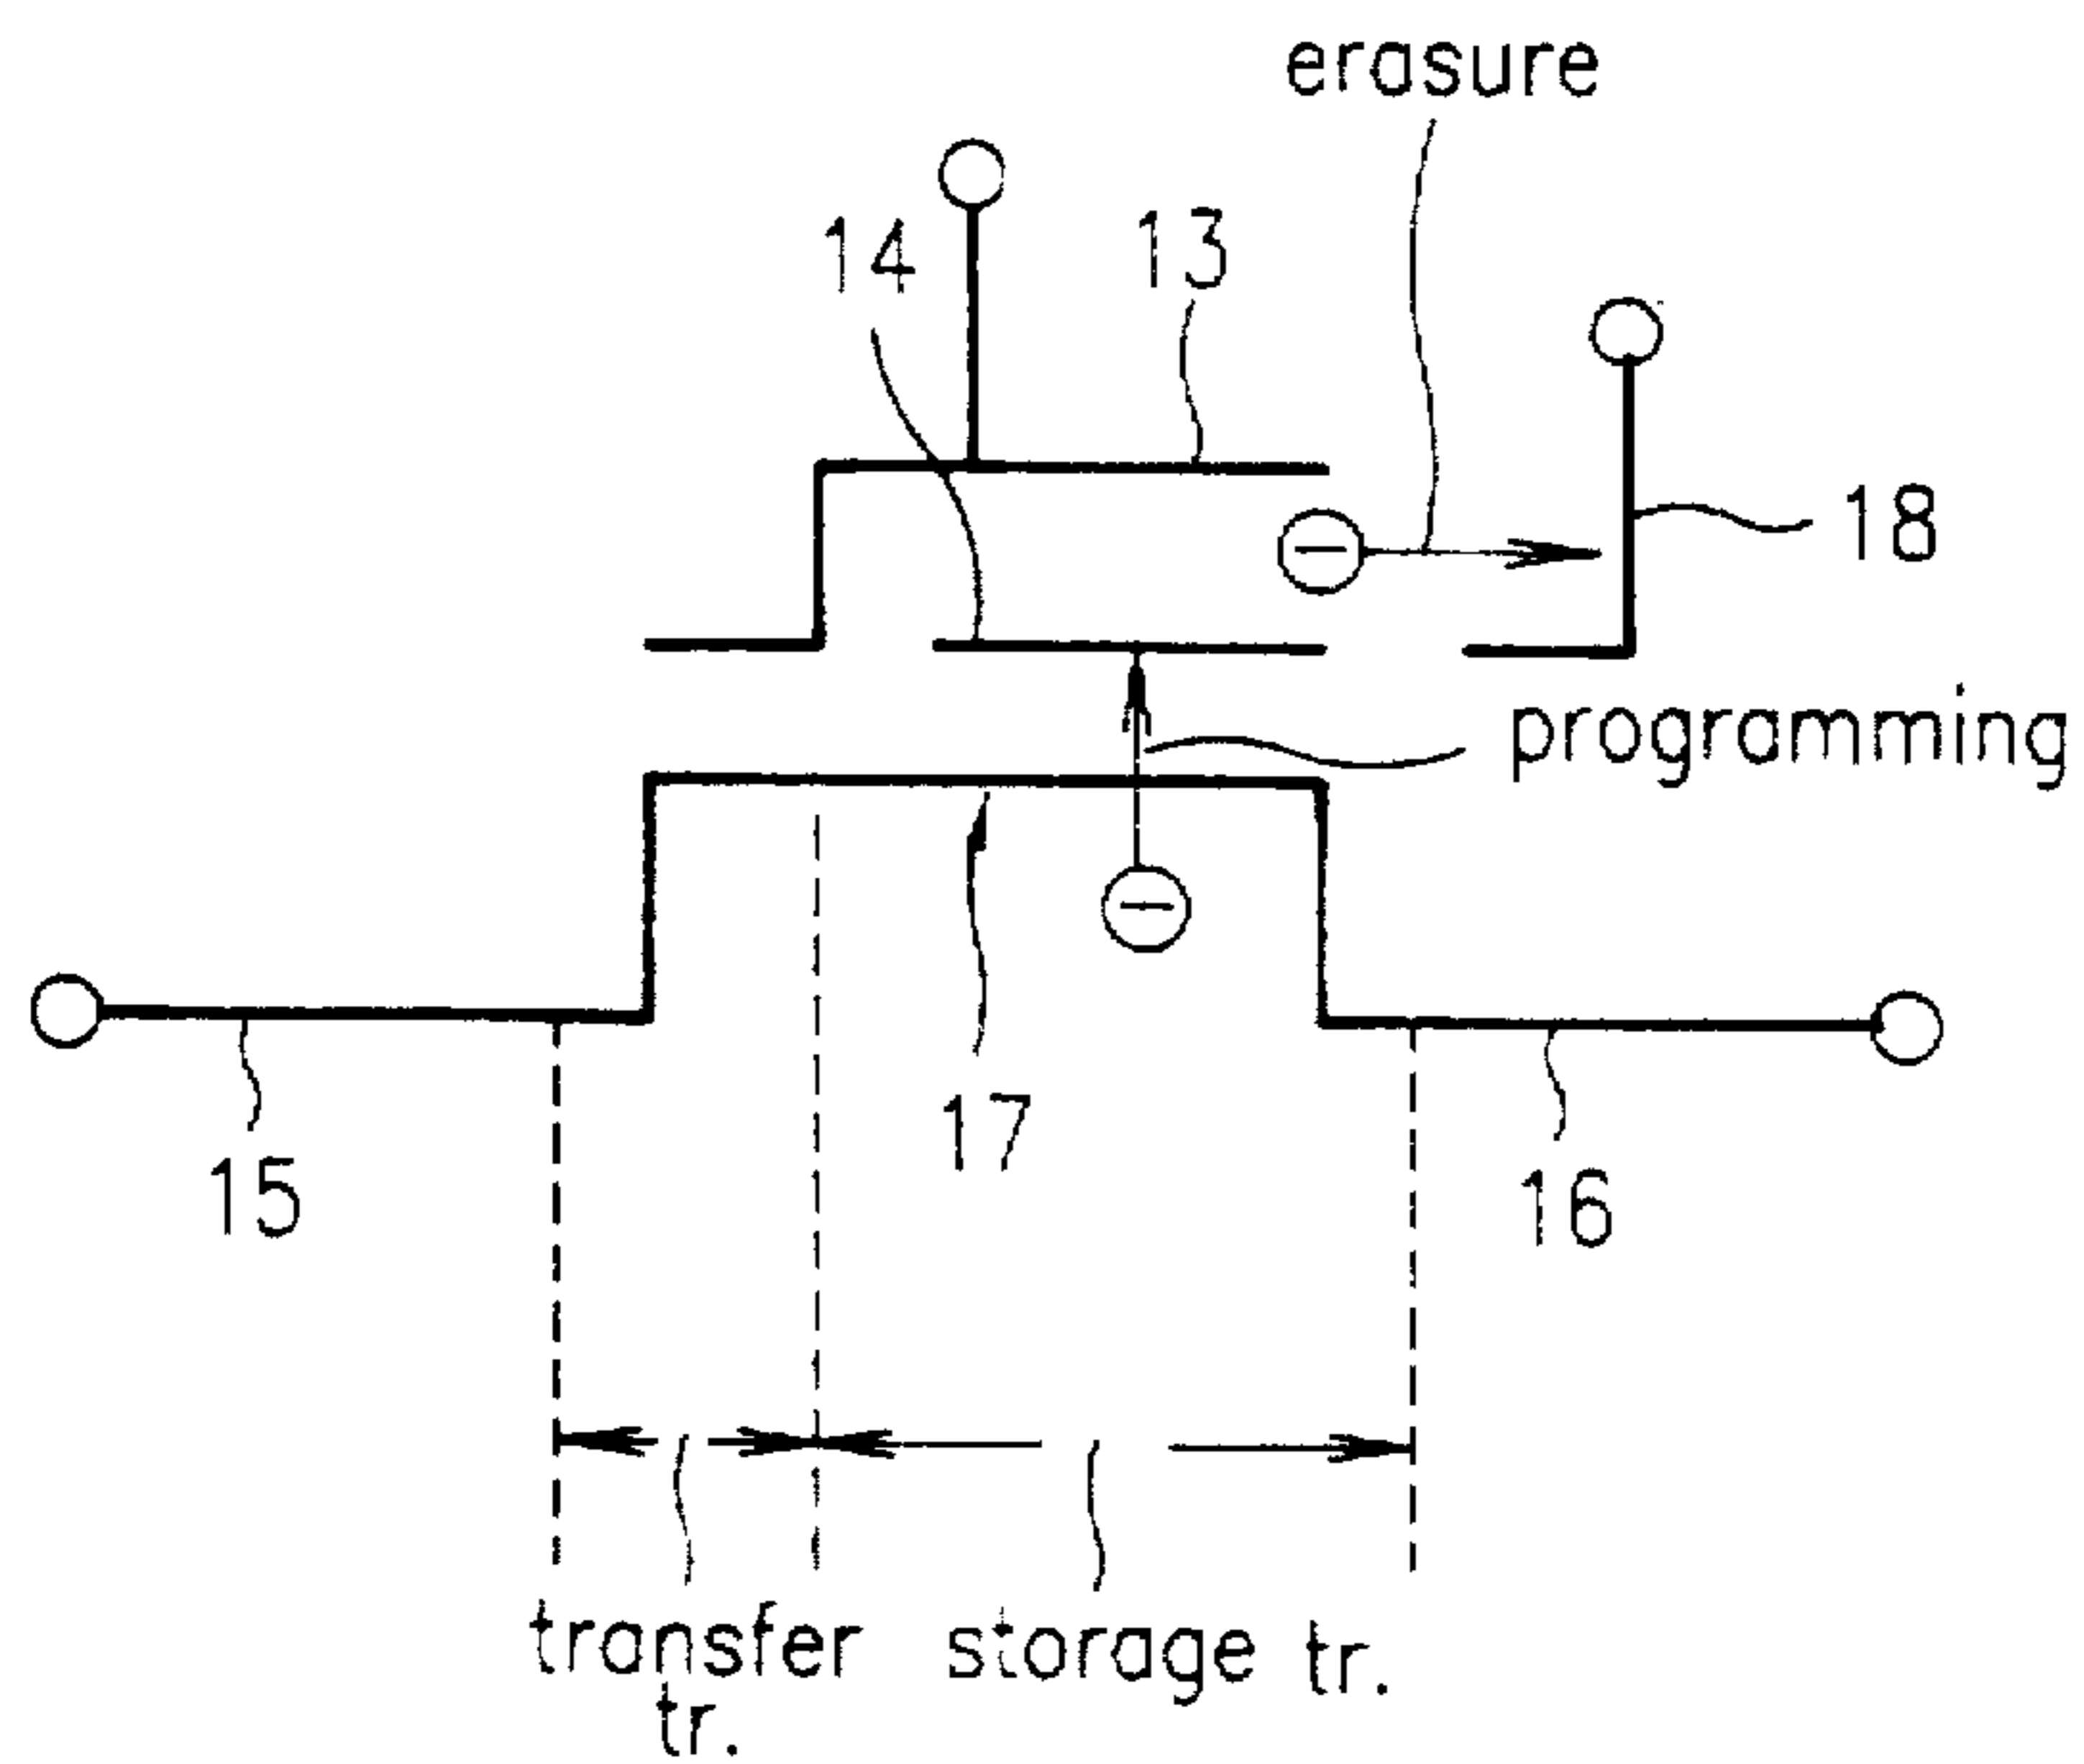 erasure
14
13
18
programming
17
15
16
transfer
tr.
storage tr.